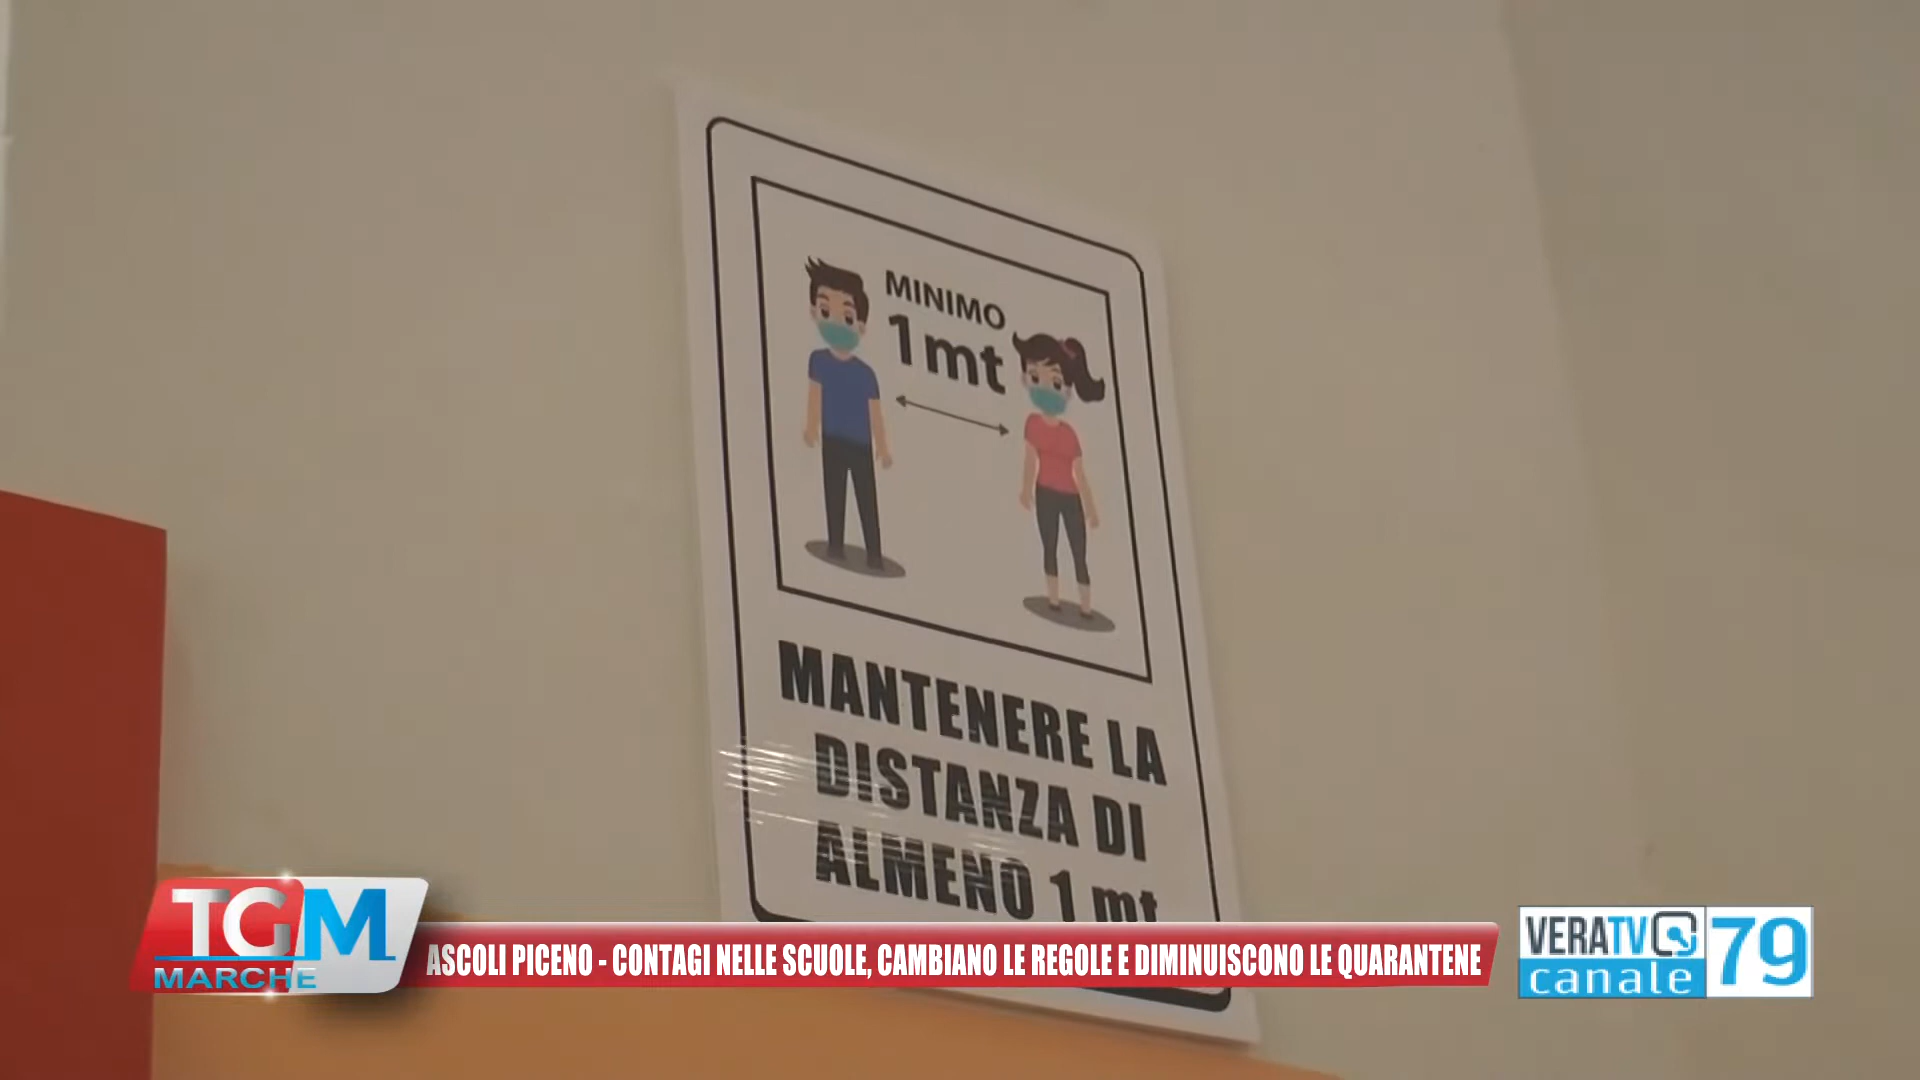 MINIMO
1mt
MANTENERE LA
DISTANZA DI
ALMENO 1 mt
TGM
MARCHE
ASCOLI PICENO - CONTAGI NELLE SCUOLE, CAMBIANO LE REGOLE E DIMINUISCONO LE QUARANTENE
VERATV
canale
79